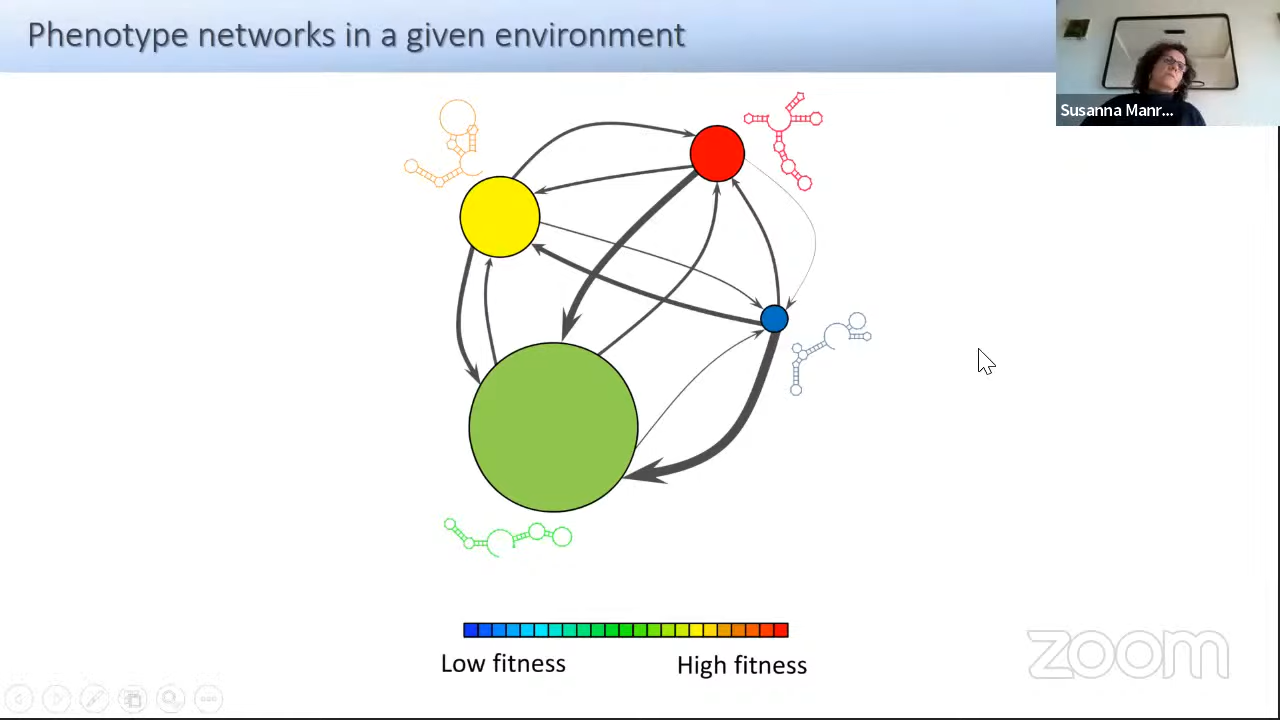 Phenotype networks in a given environment
Susanna Manr...
Low fitness
High fitness
zoom